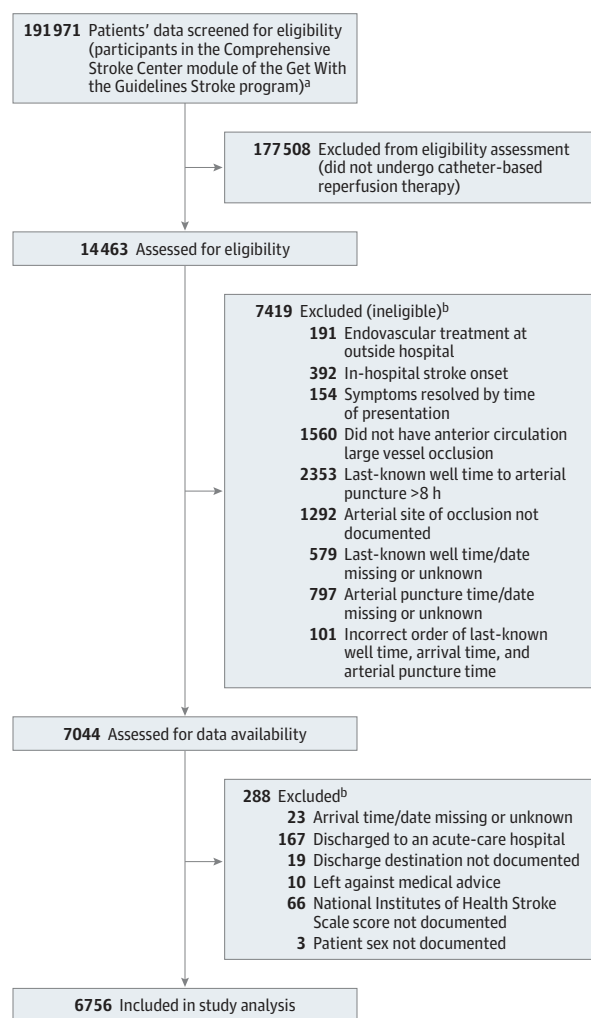 191 971 Patients' data screened for eligibility
(participants in the Comprehensive
Stroke Center module of the Get With
the Guidelines Stroke program)a
177 508 Excluded from eligibility assessment
(did not undergo catheter-based
reperfusion therapy)
14 463 Assessed for eligibility
7419 Excluded (ineligible)b
191 Endovascular treatment at
outside hospital
392 In-hospital stroke onset
154 Symptoms resolved by time
of presentation
1560 Did not have anterior circulation
large vessel occlusion
2353 Last-known well time to arterial
puncture >8 h
1292 Arterial site of occlusion not
documented
579 Last-known well time/date
missing or unknown
797 Arterial puncture time/date
missing or unknown
101 Incorrect order of last-known
well time, arrival time, and
arterial puncture time
7044 Assessed for data availability
288 Excludedb
23 Arrival time/date missing or unknown
167 Discharged to an acute-care hospital
19 Discharge destination not documented
10 Left against medical advice
66 National Institutes of Health Stroke
Scale score not documented
3 Patient sex not documented
6756 Included in study analysis